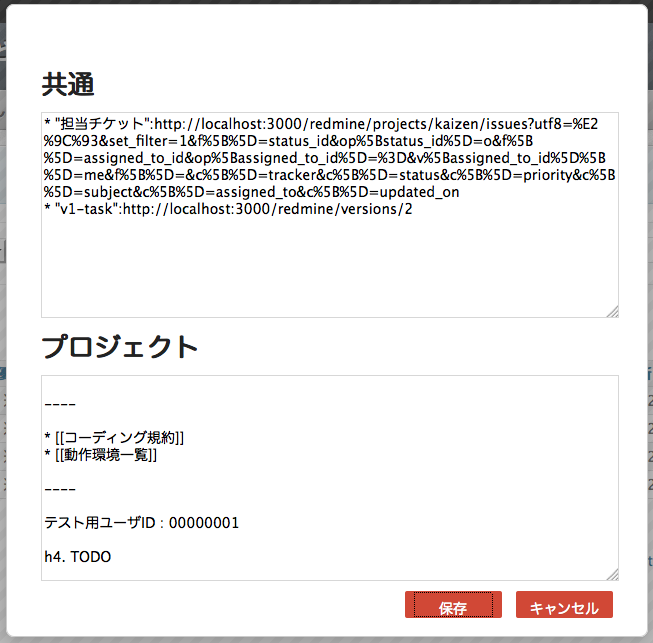 共通
* "担当チケット":http://localhost:3000/redmine/projects/kaizen/issues?utf8=%E2
%9C%93&set_filter=1&f%5B%5D=status_id&op%5Bstatus_id%5D=o&f%5B
%5D=assigned_to_id&op%5Bassigned_to_id%5D=%3D&v%5Bassigned_to_id%5D%5B
%5D=me&f%5B%5D=&c%5B%5D=tracker&c%5B%5D=status&c%5B%5D=priority&c%5B
%5D=subject&c%5B%5D=assigned_to&c%5B%5D=updated_on
* "v1-task":http://localhost:3000/redmine/versions/2
プロジェクト
----
* [[コーディング規約]]
* [[動作環境一覧]]
----
テスト用ユーザID : 00000001
h4. TODO
保存 キャンセル